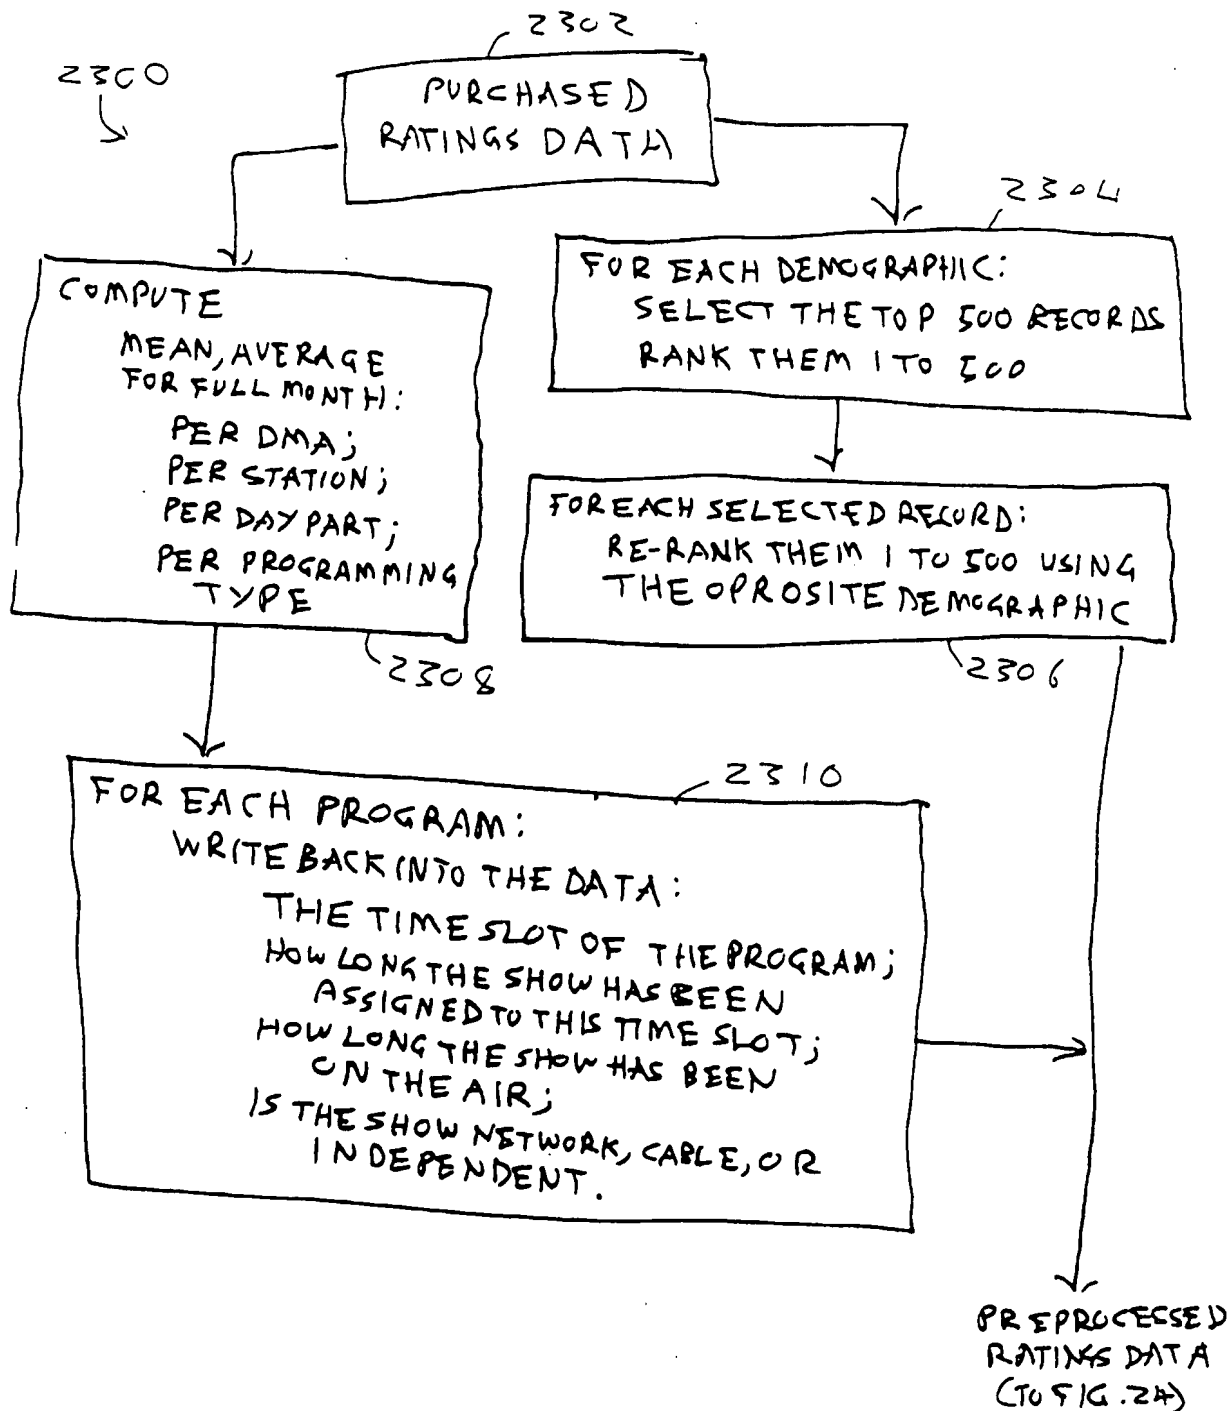 2302
2300
PURCHASED
RATINGS DATA
2304
FOR EACH DEMOGRAPHIC:
SELECT THE TOP 500 RECORDS
RANK THEM 1 TO 500
COMPUTE
MEAN, AVERAGE
FOR FULL MONTH:
PER DMA;
PER STATION;
PER DAY PART;
PER PROGRAMMING
TYPE
FOR EACH SELECTED RECORD:
RE-RANK THEM 1 TO 500 USING
THE OPROSITE DEMOGRAPHIC
2308
2306
2310
FOR EACH PROGRAM:
WRITE BACK INTO THE DATA:
THE TIME SLOT OF THE PROGRAM;
HOW LONG THE SHOW HAS BEEN
ASSIGNED TO THIS TIME SLOT;
HOW LONG THE SHOW HAS BEEN
ON THE AIR;
IS THE SHOW NETWORK, CABLE, OR
INDEPENDENT.
PREPROCESSED
RATINGS DATA
(TO FIG. 24)